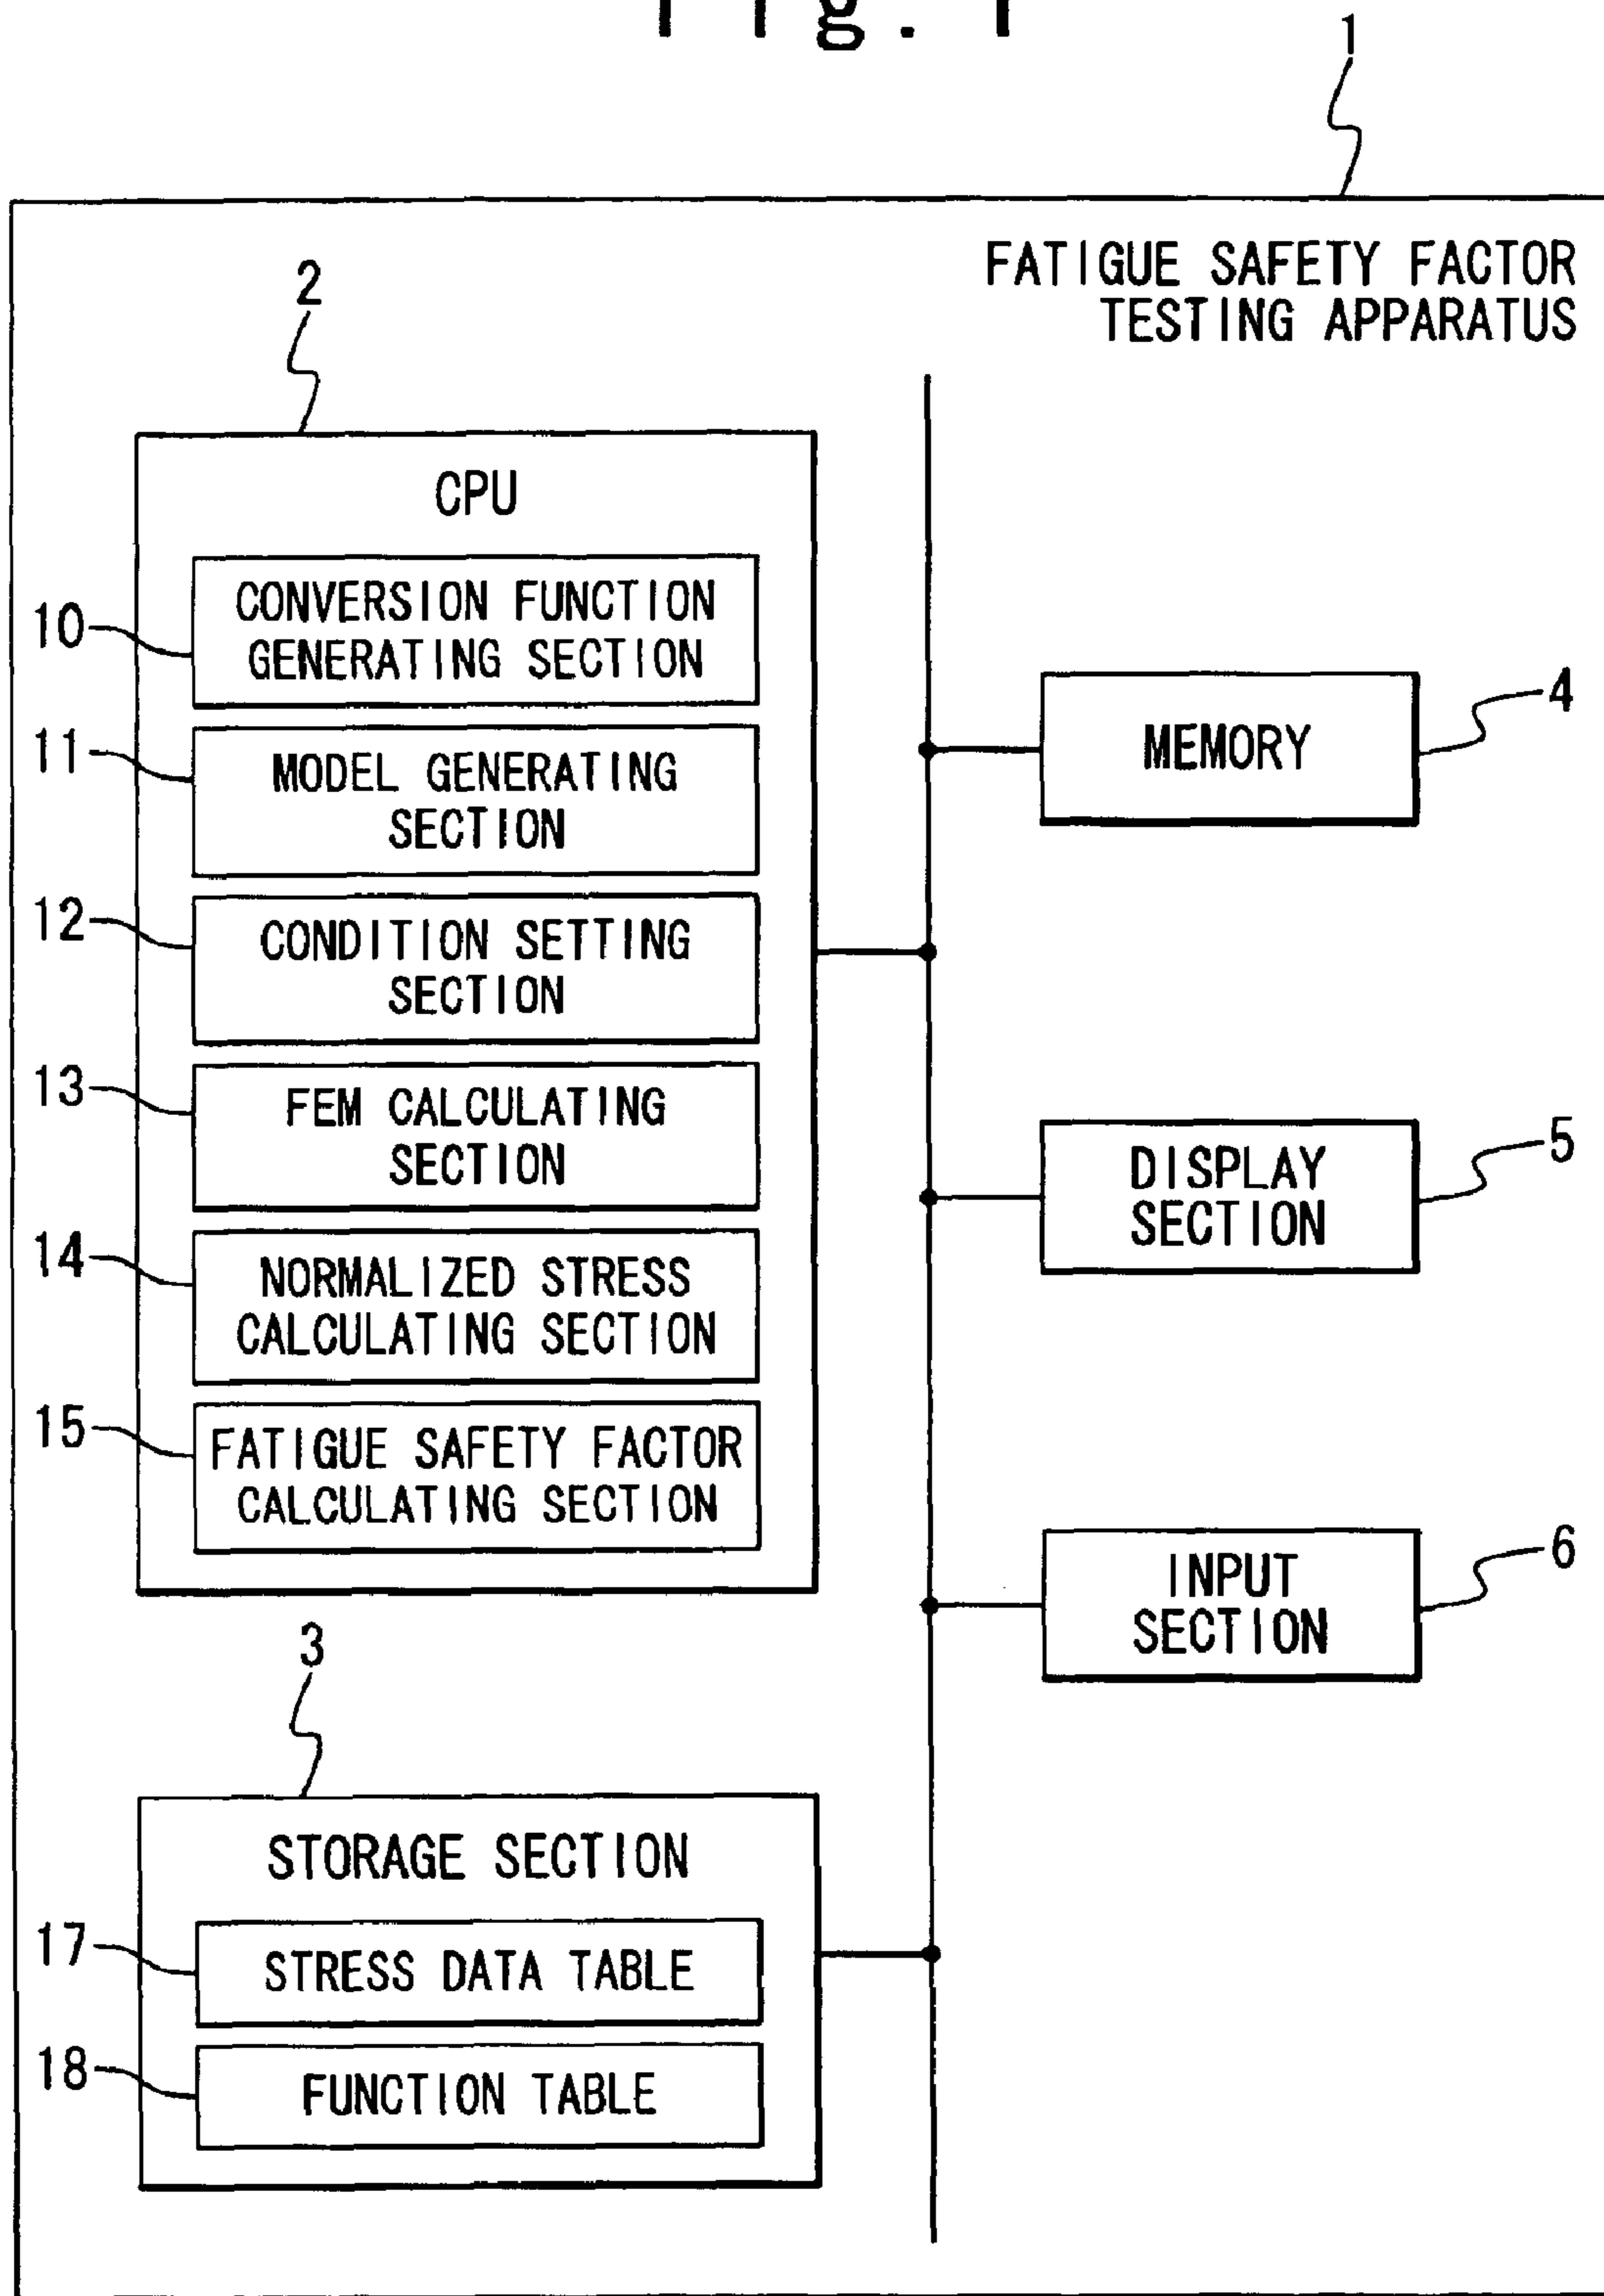 Fig. 1
1
FATIGUE SAFETY FACTOR
TESTING APPARATUS
2
CPU
10
CONVERSION FUNCTION
GENERATING SECTION
11
MODEL GENERATING
SECTION
12
CONDITION SETTING
SECTION
13
FEM CALCULATING
SECTION
14
NORMALIZED STRESS
CALCULATING SECTION
15
FATIGUE SAFETY FACTOR
CALCULATING SECTION
3
STORAGE SECTION
17
STRESS DATA TABLE
18
FUNCTION TABLE
MEMORY
4
DISPLAY
SECTION
5
INPUT
SECTION
6